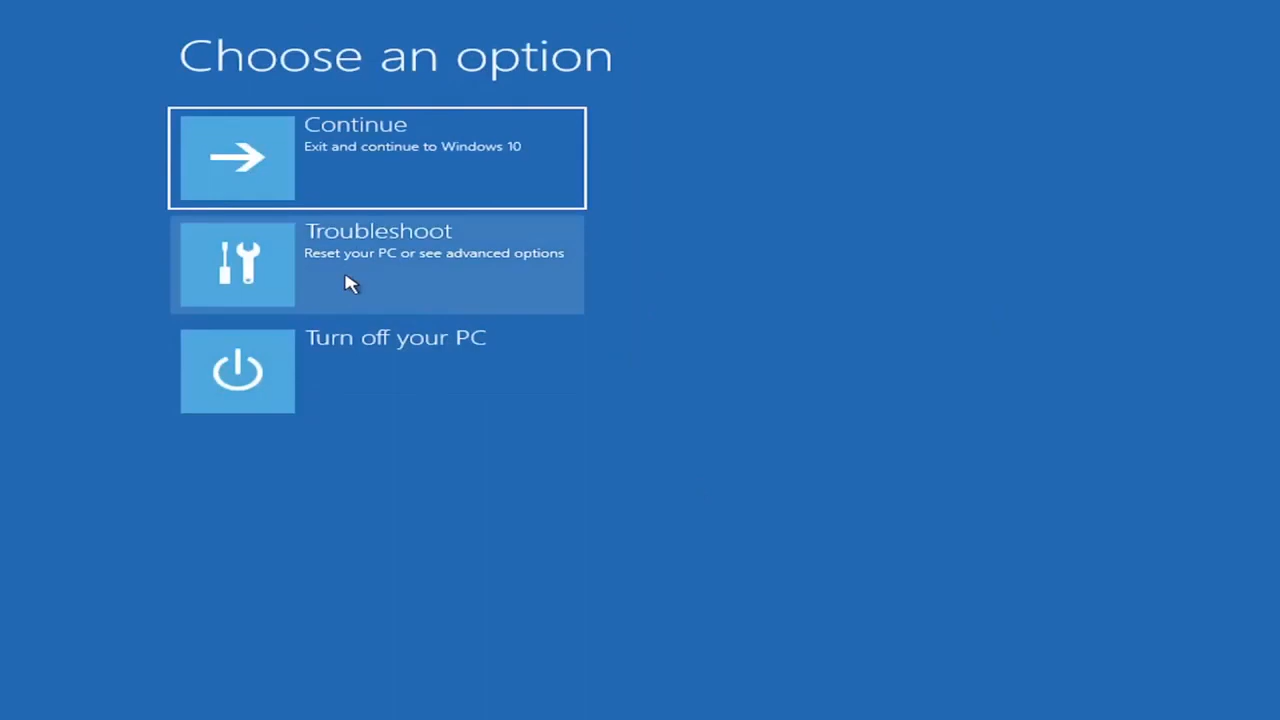 Choose an option
Continue
Exit and continue to Windows 10
Troubleshoot
Reset your PC or see advanced options
Turn off your PC